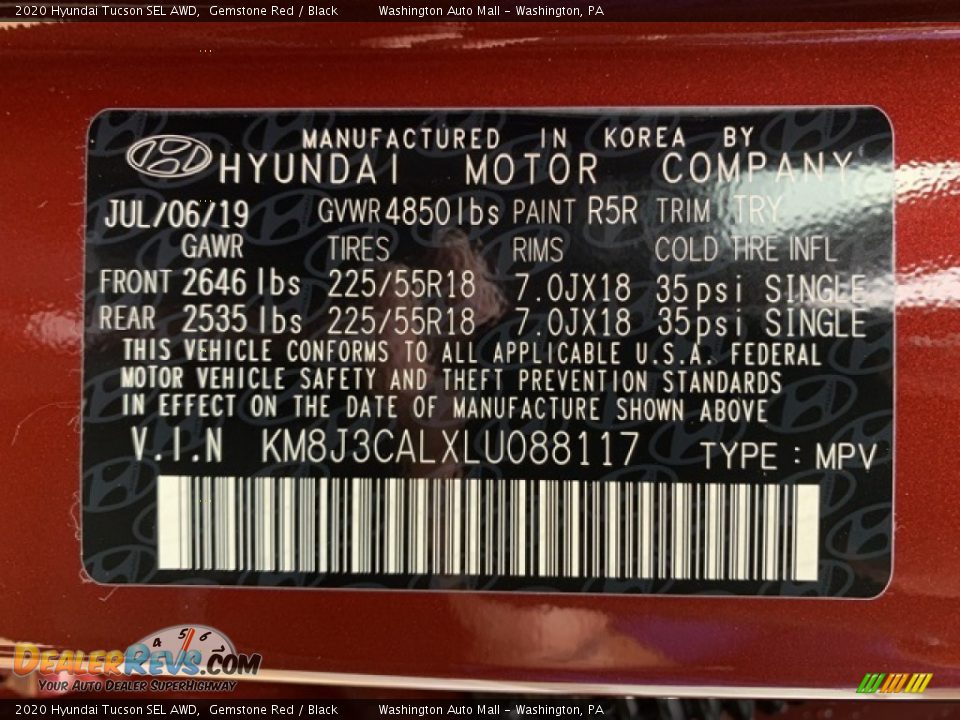 2020 Hyundai Tucson SEL AWD, Gemstone Red / Black Washington Auto Mall - Washington, PA
MANUFACTURED IN KOREA BY
HYUNDAI MOTOR COMPANY
JUL/06/19 GVWR 4850lbs PAINT R5R TRIM TRY
GAWR TIRES RIMS COLD TIRE INFL
FRONT 2646 lbs 225/55R18 7.0JX18 35psi SINGLE
REAR 2535 lbs 225/55R18 7.0JX18 35psi SINGLE
THIS VEHICLE CONFORMS TO ALL APPLICABLE U.S.A. FEDERAL
MOTOR VEHICLE SAFETY AND THEFT PREVENTION STANDARDS
IN EFFECT ON THE DATE OF MANUFACTURE SHOWN ABOVE
V.I.N KM8J3CALXLU088117 TYPE : MPV
4 5 6
DEALERREVS.COM
YOUR AUTO DEALER SUPERHIGHWAY
2020 Hyundai Tucson SEL AWD, Gemstone Red / Black Washington Auto Mall - Washington, PA